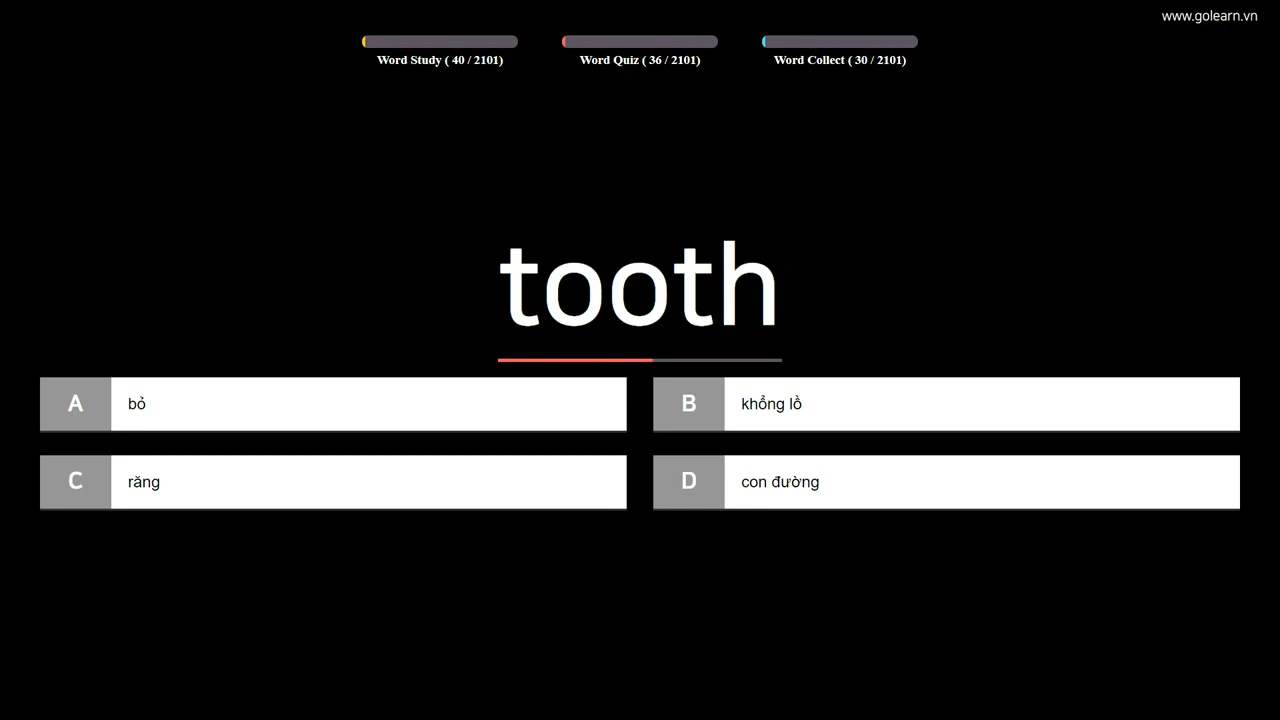 www.golearn.vn
Word Study ( 40 / 2101)
Word Quiz ( 36 / 2101)
Word Collect ( 30 / 2101)
tooth
A bỏ
B khổng lồ
C răng
D con đường